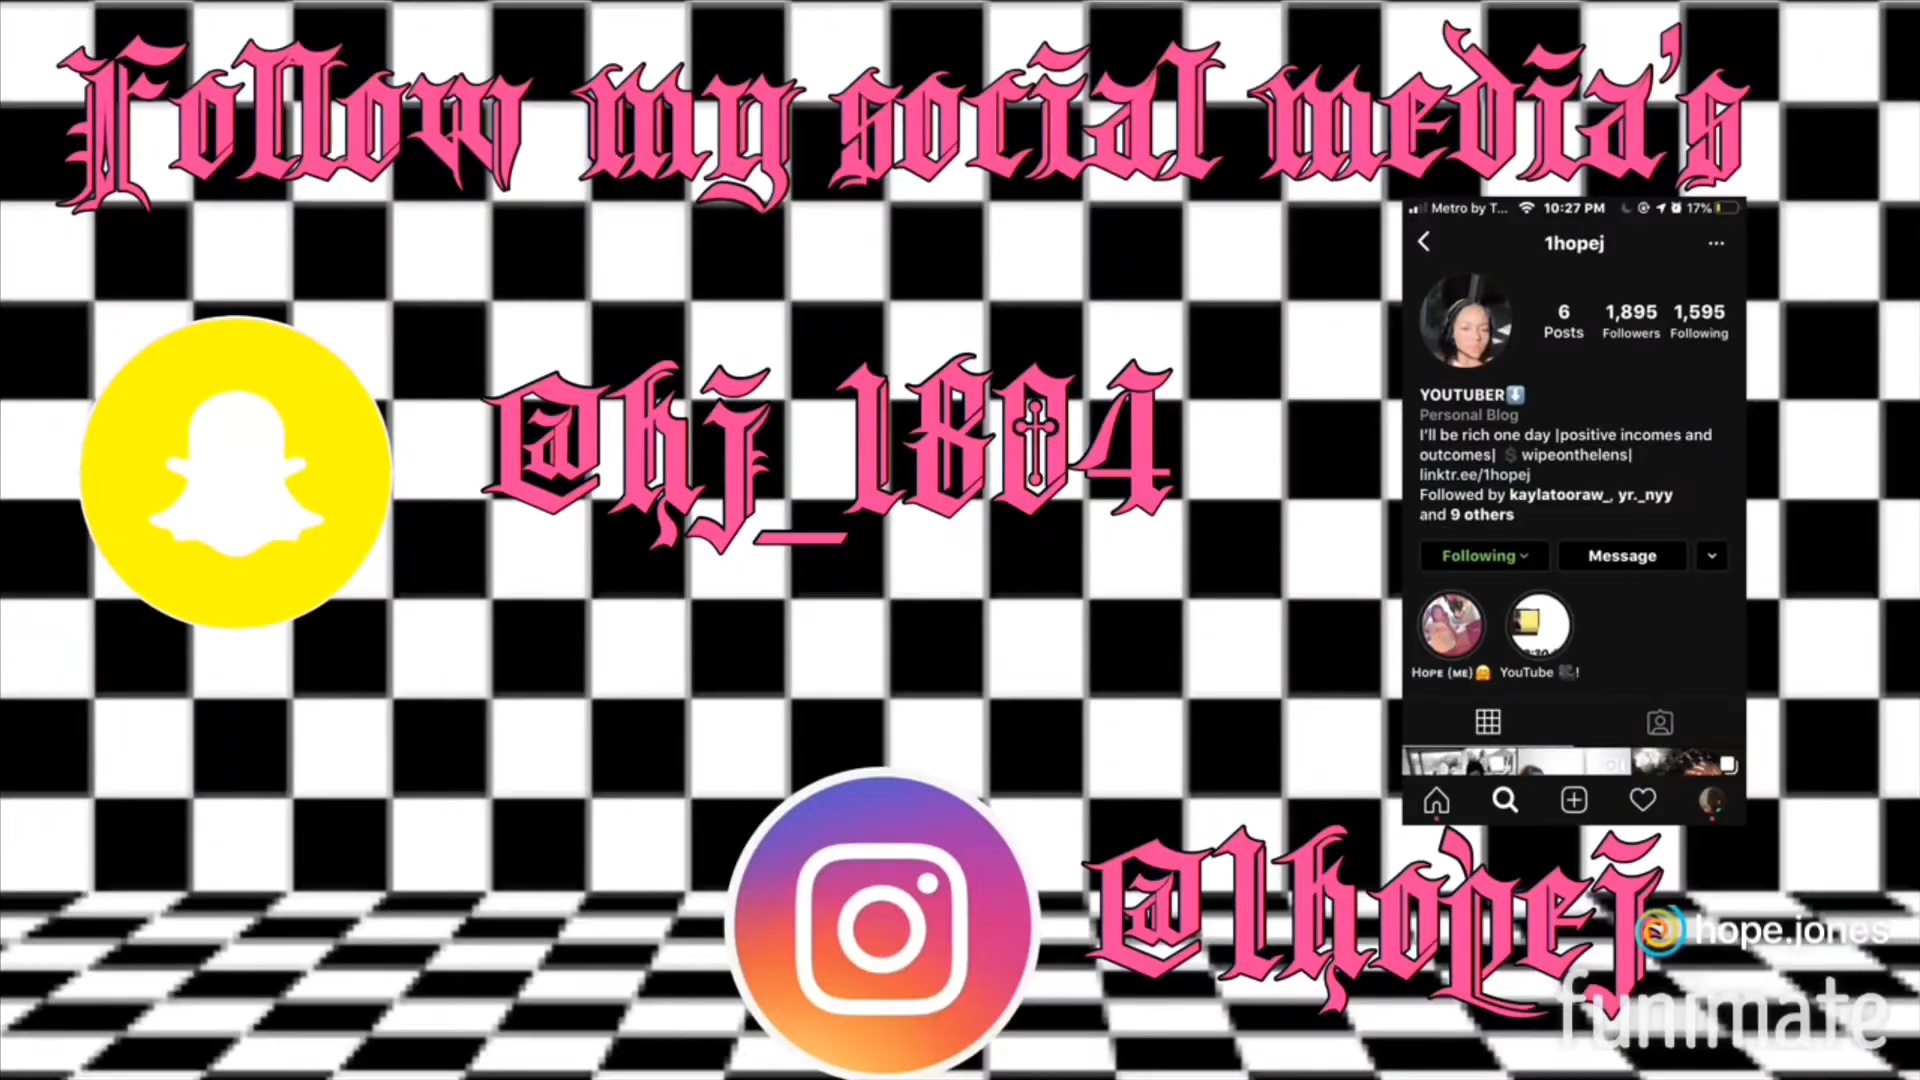 Follow my social media's
Metro by T... 10:27 PM 17%
1hopej
6 1,895 1,595
Posts Followers Following
YOUTUBER⬇️
Personal Blog
I'll be rich one day |positive incomes and
outcomes| 💲wipeonthelens|
linktr.ee/1hopej
Followed by kaylatooraw_, yr._nyy
and 9 others
Following Message
Hope (me)🤗 YouTube 🎥!
@hj_1804
@1hopej
@hope.jones
funimate